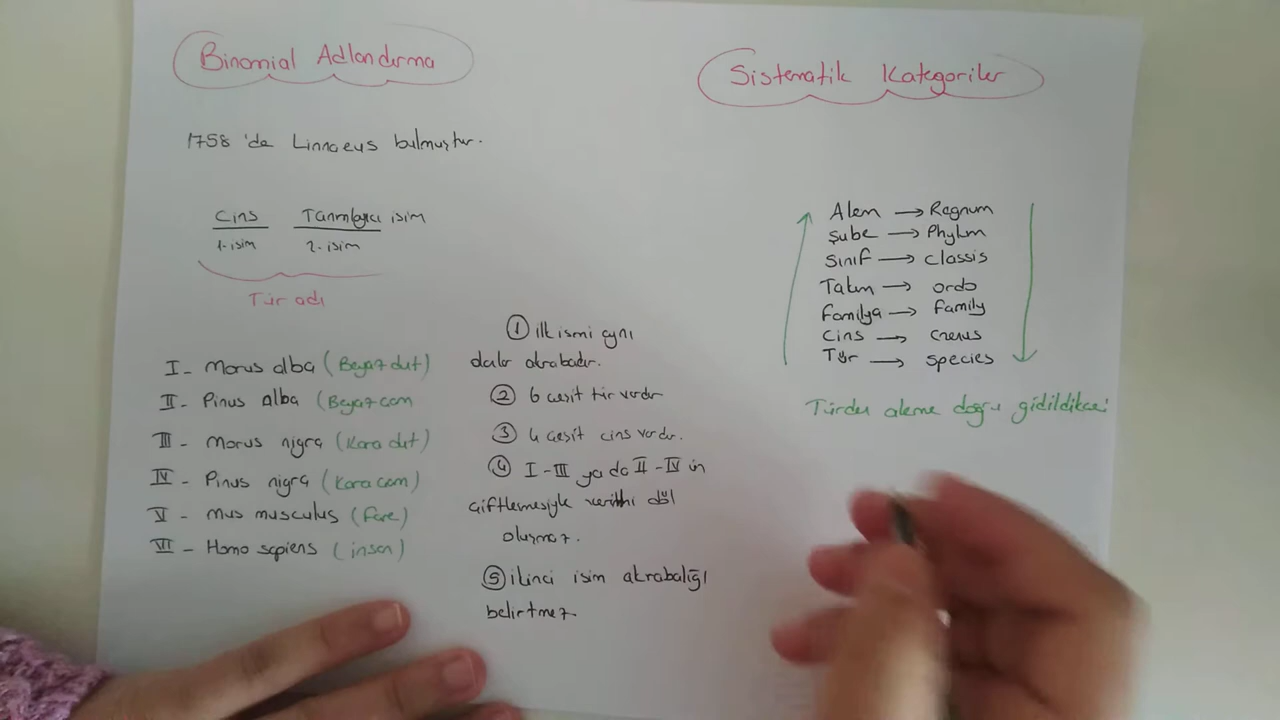 Binomial Adlandırma
1758 'de Linnaeus bulmuştur.
Cins Tanımlayıcı isim
1.isim 2.isim
Tür adı
I - Morus alba (Beyaz dut)
II - Pinus alba (Beyaz çam
III - Morus nigra (Kara dut)
IV - Pinus nigra (Kara çam)
V - Mus musculus (Fare)
VI - Homo sapiens (insan)
① ilk ismi aynı
olanlar akrabadır.
② 6 çeşit tür vardır
③ 4 çeşit cins vardır.
④ I-III ya da II-IV ün
çiftleşmesiyle verimli döl
oluşmaz.
⑤ ikinci isim akrabalığı
belirtmez
Sistematik Kategoriler
Alem → Regnum
Şube → Phylum
Sınıf → classis
Takım → ordo
Familya → family
Cins → Genus
Tür → species
Türden aleme doğru gidildikçe: